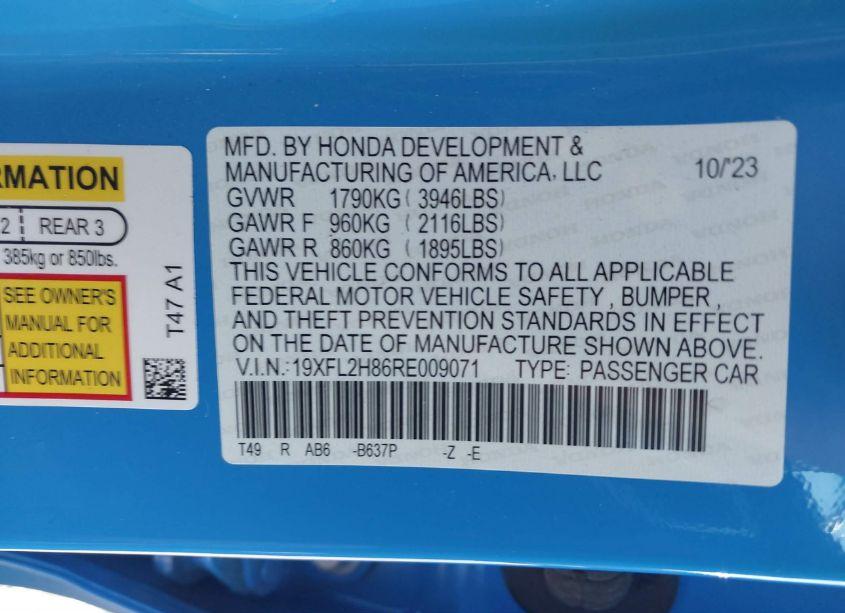 RMATION
2 REAR 3
385kg or 850lbs.
SEE OWNER'S
MANUAL FOR
ADDITIONAL
INFORMATION
T47 A1
MFD. BY HONDA DEVELOPMENT &
MANUFACTURING OF AMERICA, LLC 10/'23
GVWR 1790KG ( 3946LBS)
GAWR F 960KG ( 2116LBS)
GAWR R 860KG ( 1895LBS)
THIS VEHICLE CONFORMS TO ALL APPLICABLE
FEDERAL MOTOR VEHICLE SAFETY , BUMPER ,
AND THEFT PREVENTION STANDARDS IN EFFECT
ON THE DATE OF MANUFACTURE SHOWN ABOVE.
V.I.N.: 19XFL2H86RE009071 TYPE: PASSENGER CAR
T49 R AB6 -B637P -Z -E